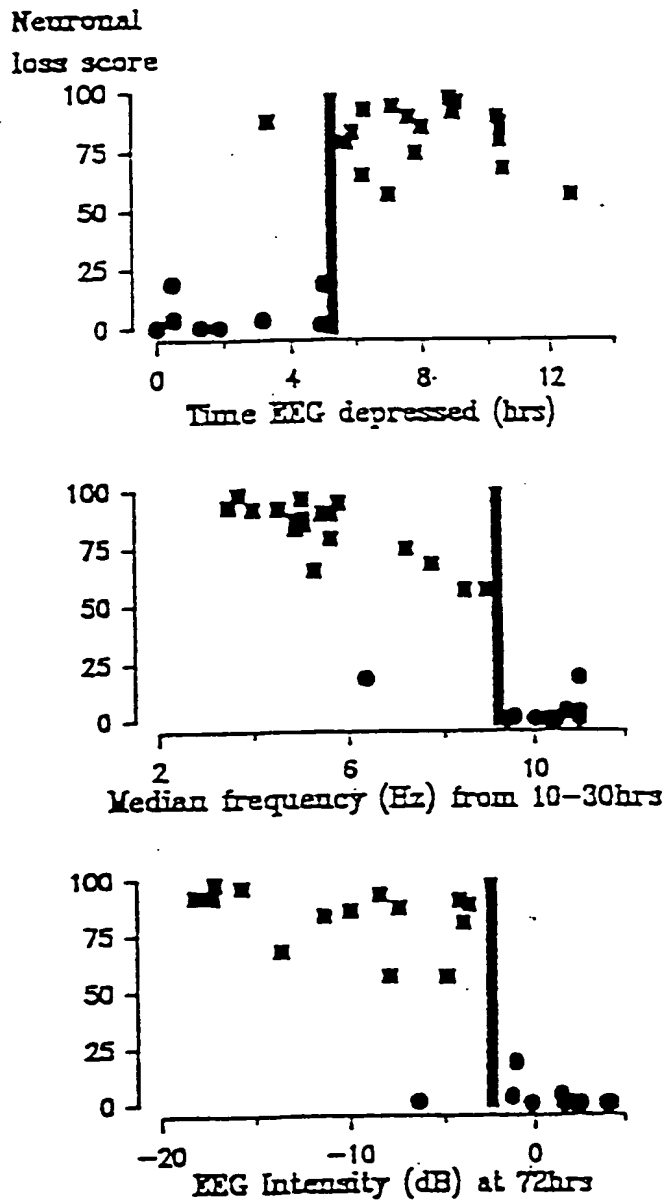 Neuronal
loss score
100
75
50
25
0
0 4 8 12
Time EEG depressed (hrs)
100
75
50
25
0
2 6 10
Median frequency (Hz) from 10-30hrs
100
75
50
25
0
-20 -10 0
EEG Intensity (dB) at 72hrs